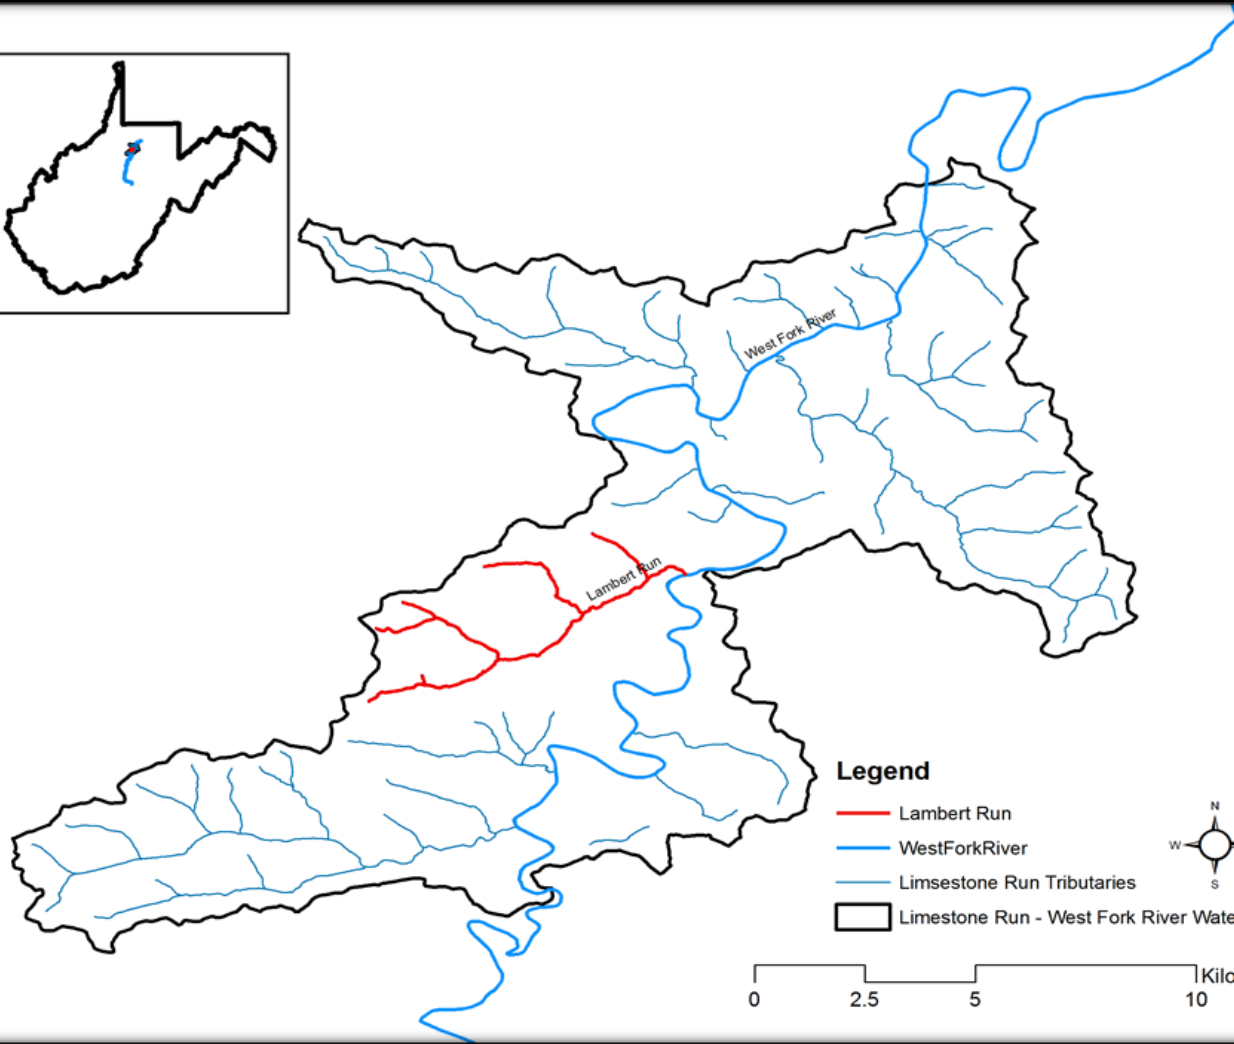 West Fork River
Lambert Run
Legend
Lambert Run
WestForkRiver
Limsestone Run Tributaries
Limestone Run - West Fork River Wate
N
W
S
Kilo
0 2.5 5 10